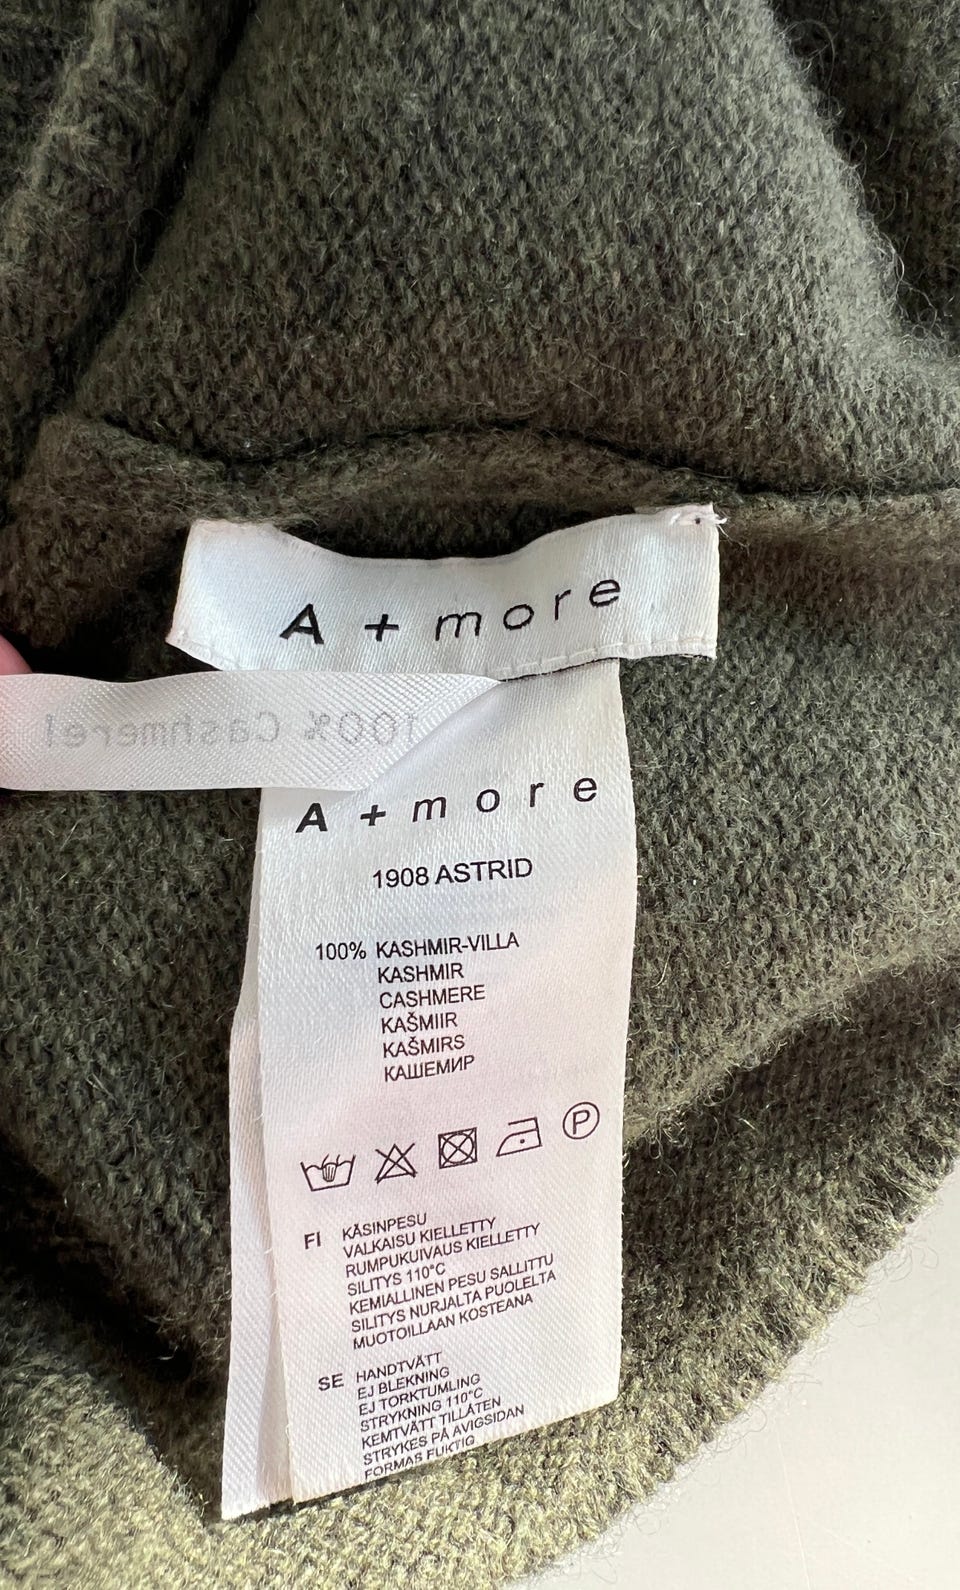 A + more
100% Cashmere!
A + more
1908 ASTRID
100% KASHMIR-VILLA
KASHMIR
CASHMERE
KAŠMIIR
KAŠMIRS
КАШЕМИР
P
FI KÄSINPESU
VALKAISU KIELLETTY
RUMPUKUIVAUS KIELLETTY
SILITYS 110°C
KEMIALLINEN PESU SALLITTU
SILITYS NURJALTA PUOLELTA
MUOTOILLAAN KOSTEANA
SE HANDTVÄTT
EJ BLEKNING
EJ TORKTUMLING
STRYKNING 110°C
KEMTVÄTT TILLÅTEN
STRYKES PÅ AVIGSIDAN
FORMAS FUKTIG